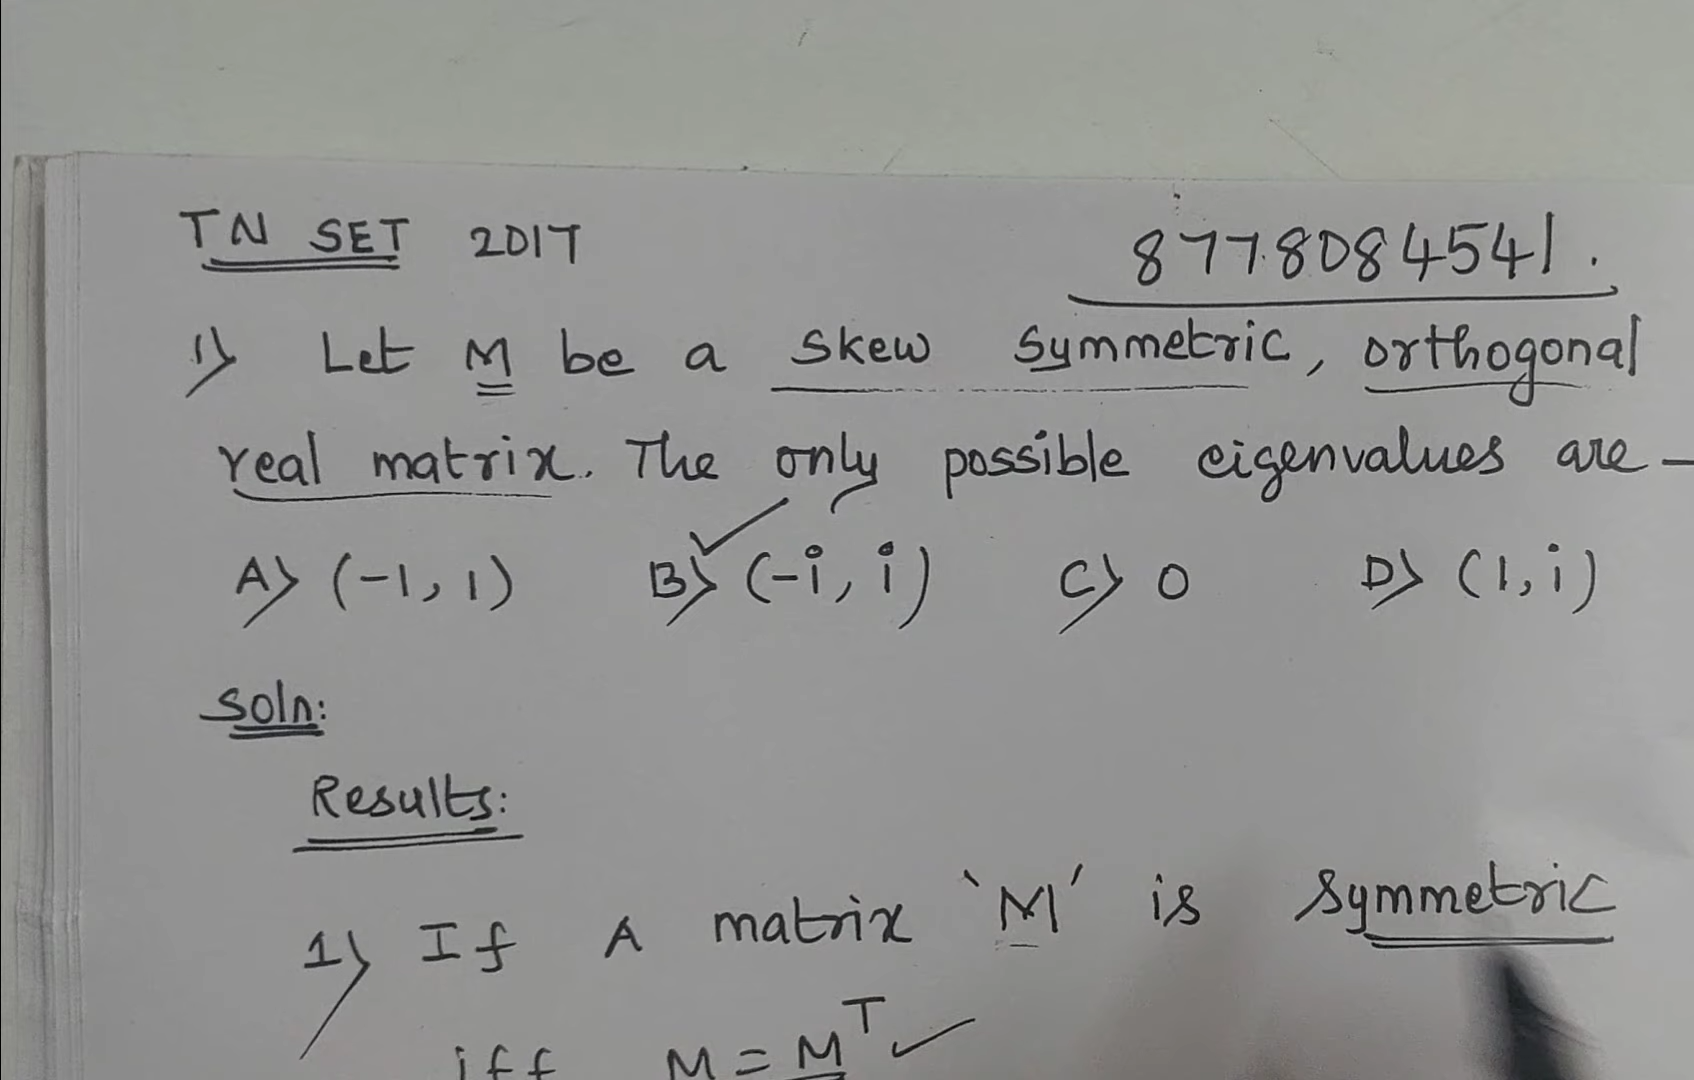 TN SET 2017
8778084541.
1) Let M be a skew symmetric, orthogonal
real matrix. The only possible eigenvalues are -
A) (-1, 1) B) (-i, i) C) 0 D) (1, i)
Soln:
Results:
1) If A matrix 'M' is symmetric
iff M = M^T ✓